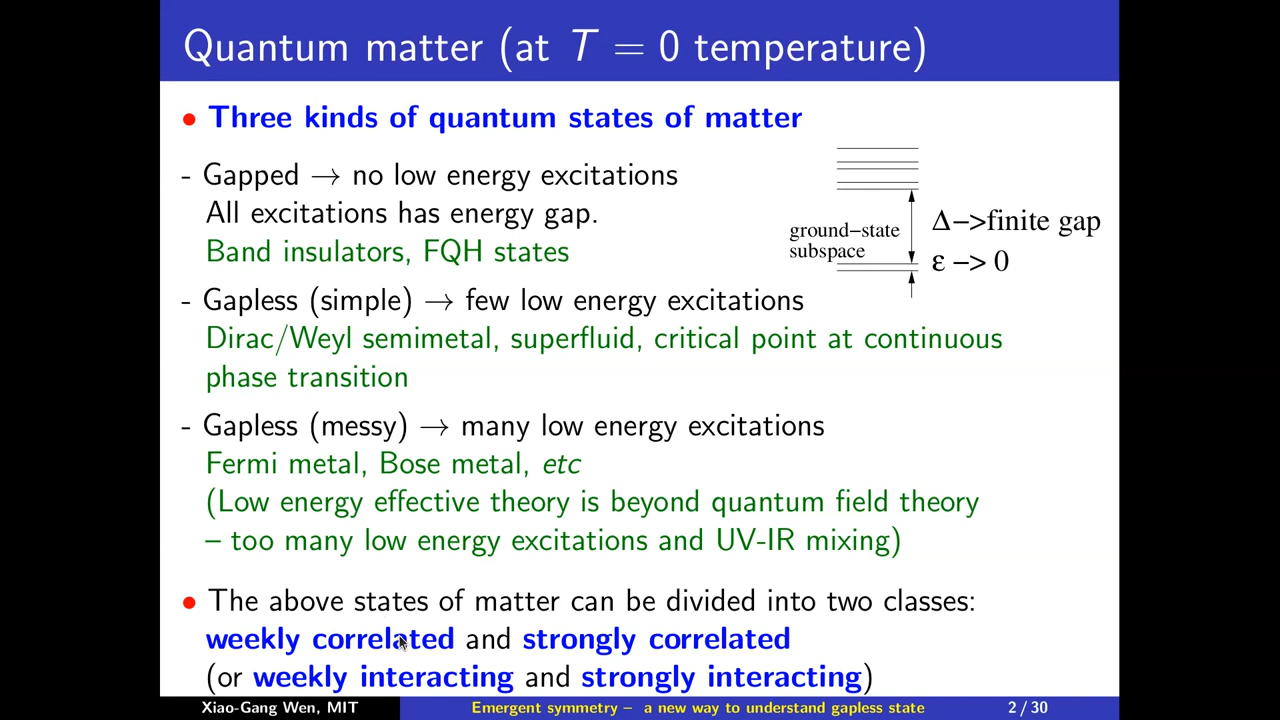 Quantum matter (at T = 0 temperature)
• Three kinds of quantum states of matter
- Gapped → no low energy excitations
All excitations has energy gap.
Band insulators, FQH states
ground−state
subspace
Δ−>finite gap
ε −> 0
- Gapless (simple) → few low energy excitations
Dirac/Weyl semimetal, superfluid, critical point at continuous
phase transition
- Gapless (messy) → many low energy excitations
Fermi metal, Bose metal, etc
(Low energy effective theory is beyond quantum field theory
– too many low energy excitations and UV-IR mixing)
• The above states of matter can be divided into two classes:
weekly correlated and strongly correlated
(or weekly interacting and strongly interacting)
Xiao-Gang Wen, MIT
Emergent symmetry – a new way to understand gapless state
2 / 30